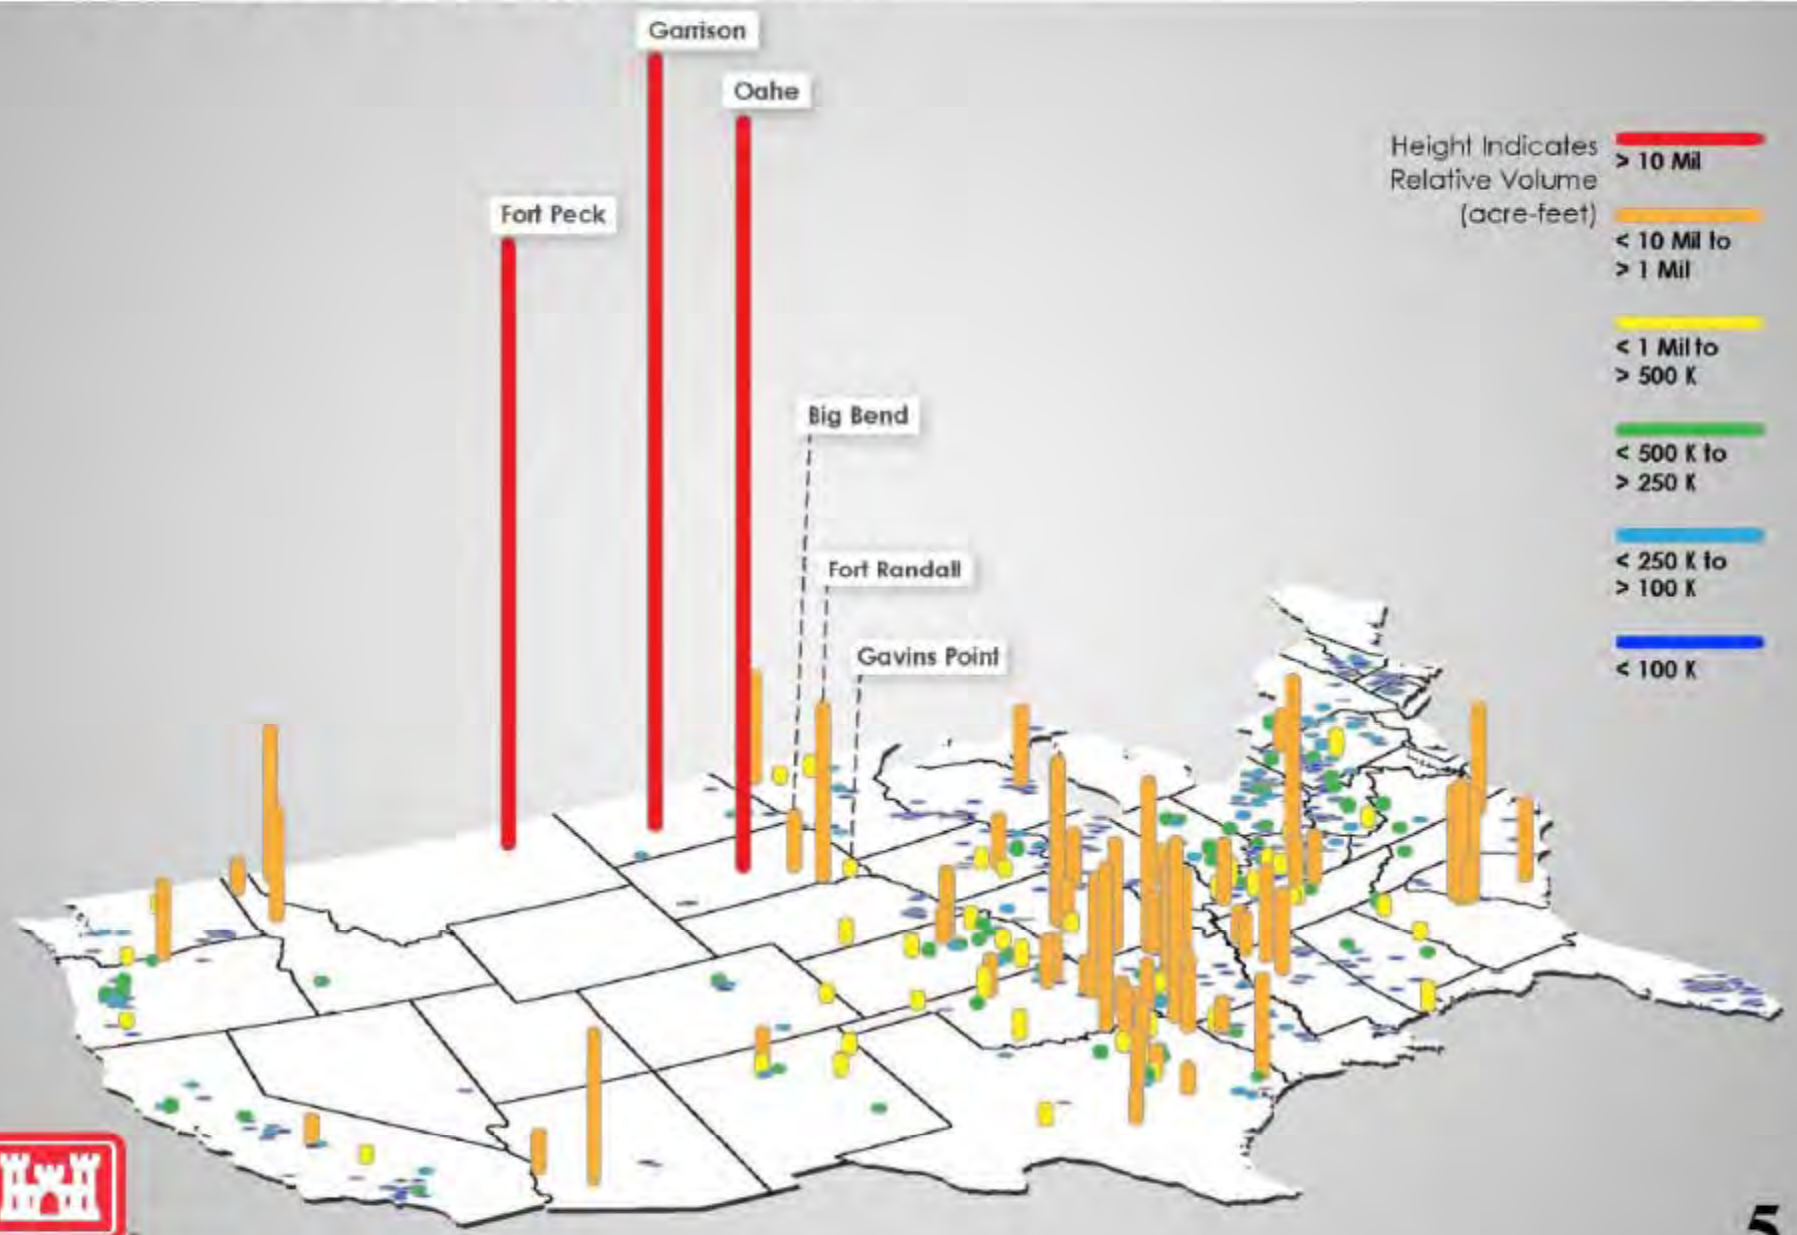 Garrison
Oahe
Fort Peck
Big Bend
Fort Randall
Gavins Point
Height Indicates
Relative Volume
(acre-feet)
> 10 Mil
< 10 Mil to
> 1 Mil
< 1 Mil to
> 500 K
< 500 K to
> 250 K
< 250 K to
> 100 K
< 100 K
5